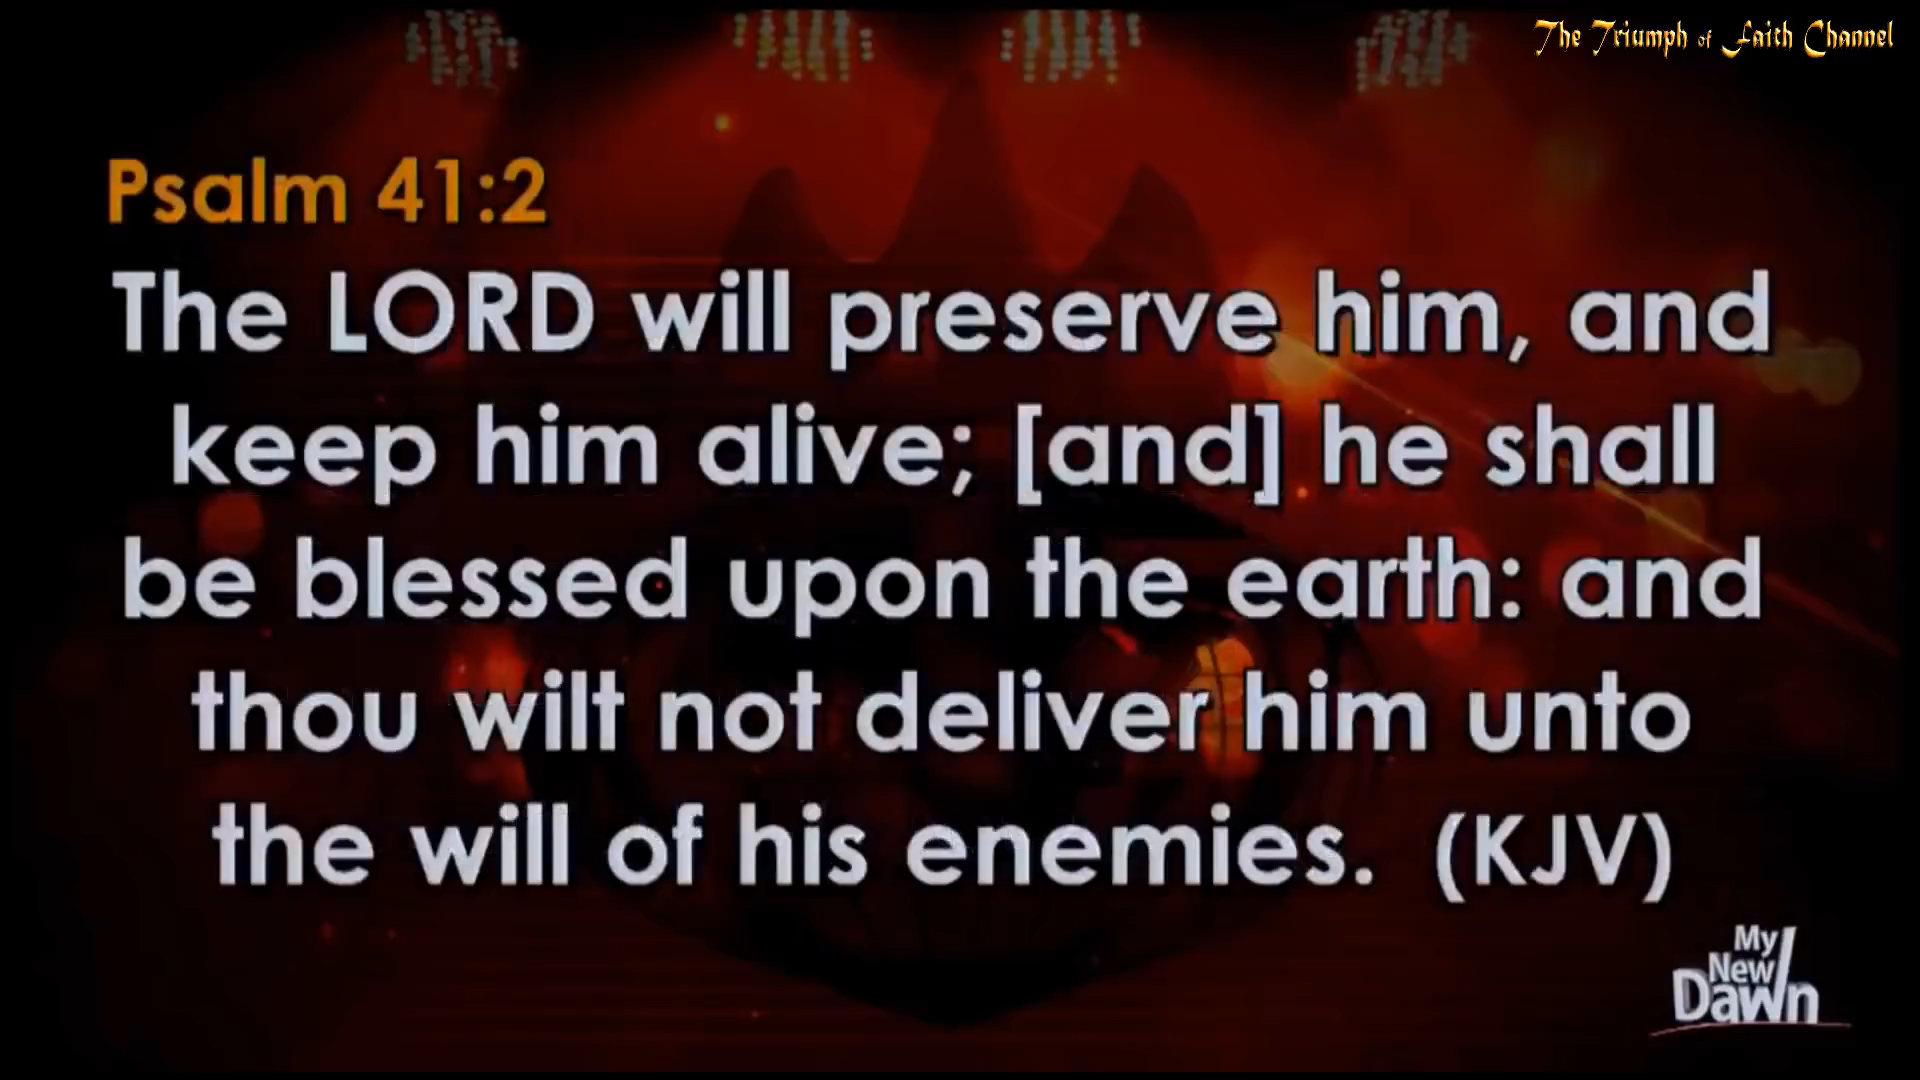 The Triumph of Faith Channel
Psalm 41:2
The LORD will preserve him, and
keep him alive; [and] he shall
be blessed upon the earth: and
thou wilt not deliver him unto
the will of his enemies. (KJV)
My
New
Dawn